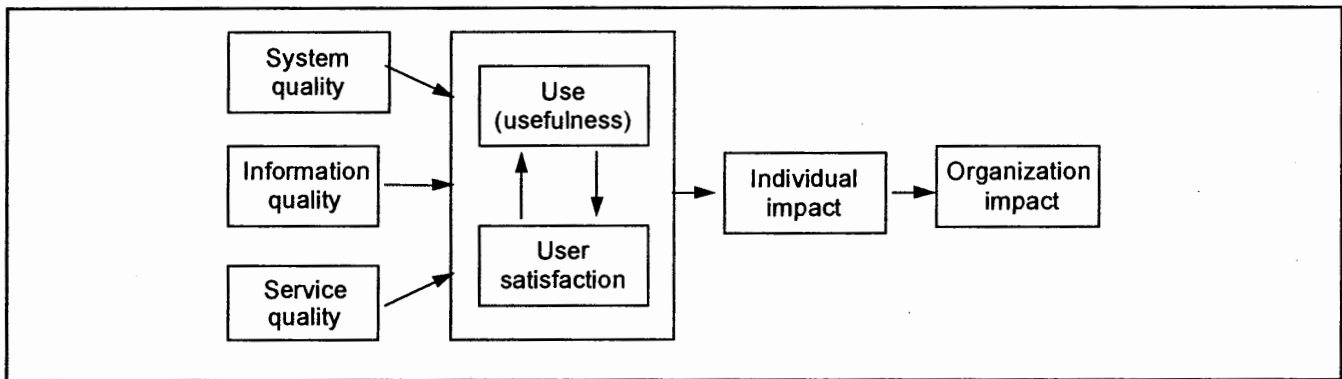 System
quality
Information
quality
Service
quality
Use
(usefulness)
User
satisfaction
Individual
impact
Organization
impact